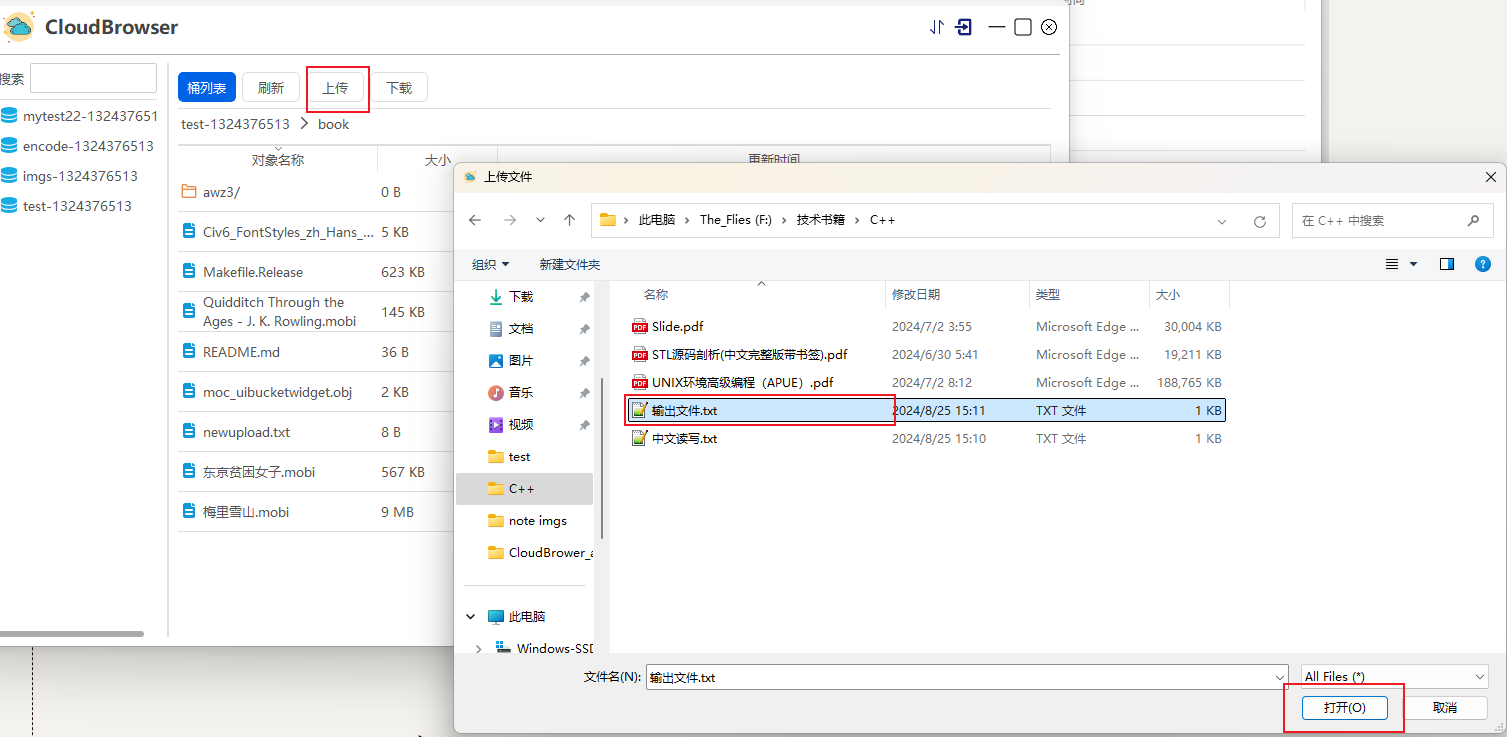 CloudBrowser
搜索
桶列表 刷新 上传 下载
mytest22-132437651
encode-1324376513
imgs-1324376513
test-1324376513
test-1324376513 book
对象名称 大小 更新时间
awz3/ 0 B
Civ6_FontStyles_zh_Hans_... 5 KB
Makefile.Release 623 KB
Quidditch Through the
Ages - J. K. Rowling.mobi 145 KB
README.md 36 B
moc_uibucketwidget.obj 2 KB
newupload.txt 8 B
东京贫困女子.mobi 567 KB
梅里雪山.mobi 9 MB
上传文件
此电脑 The_Flies (F:) 技术书籍 C++
在 C++ 中搜索
组织 新建文件夹
下载
文档
图片
音乐
视频
test
C++
note imgs
CloudBrower_a
此电脑
Windows-SSD
名称 修改日期 类型 大小
Slide.pdf 2024/7/2 3:55 Microsoft Edge ... 30,004 KB
STL源码剖析(中文完整版带书签).pdf 2024/6/30 5:41 Microsoft Edge ... 19,211 KB
UNIX环境高级编程（APUE）.pdf 2024/7/2 8:12 Microsoft Edge ... 188,765 KB
输出文件.txt 2024/8/25 15:11 TXT 文件 1 KB
中文读写.txt 2024/8/25 15:10 TXT 文件 1 KB
文件名(N): 输出文件.txt All Files (*)
打开(O) 取消